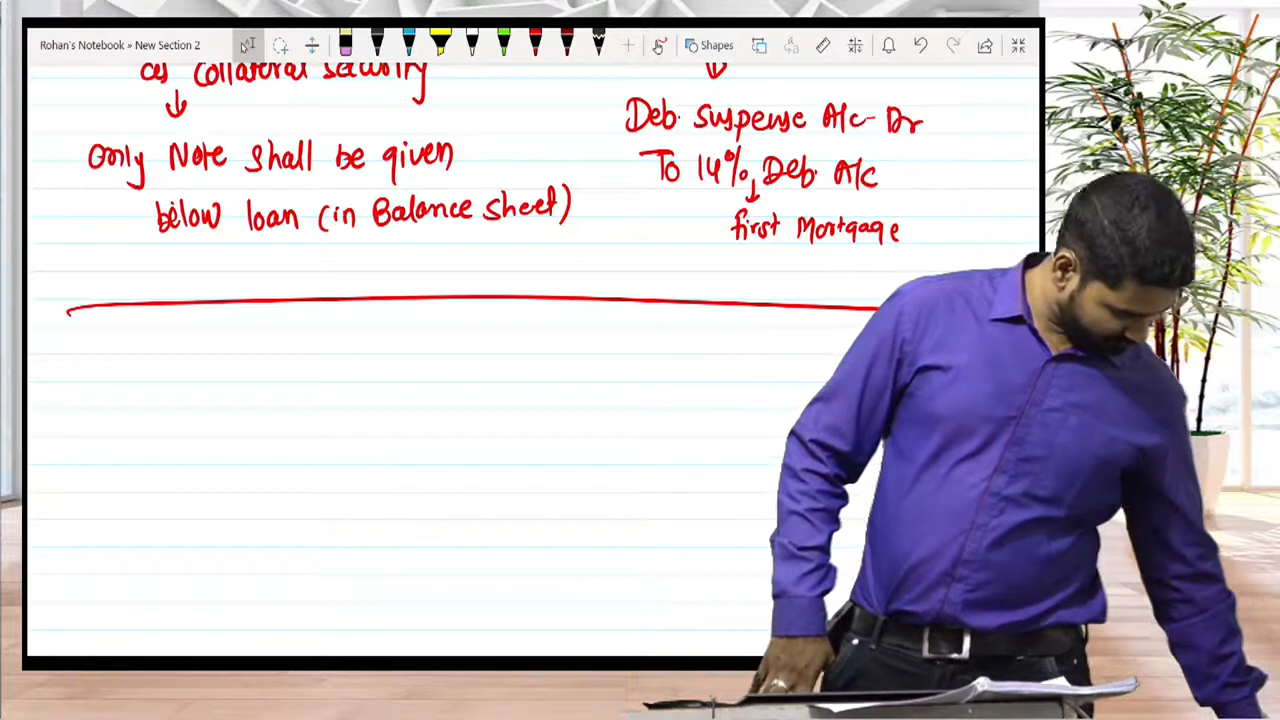 Rohan's Notebook » New Section 2
Shapes
as Collateral security
Only Note shall be given
below loan (in Balance sheet)
Deb. Suspense A/c - Dr
To 14% Deb. A/c
first Mortgage